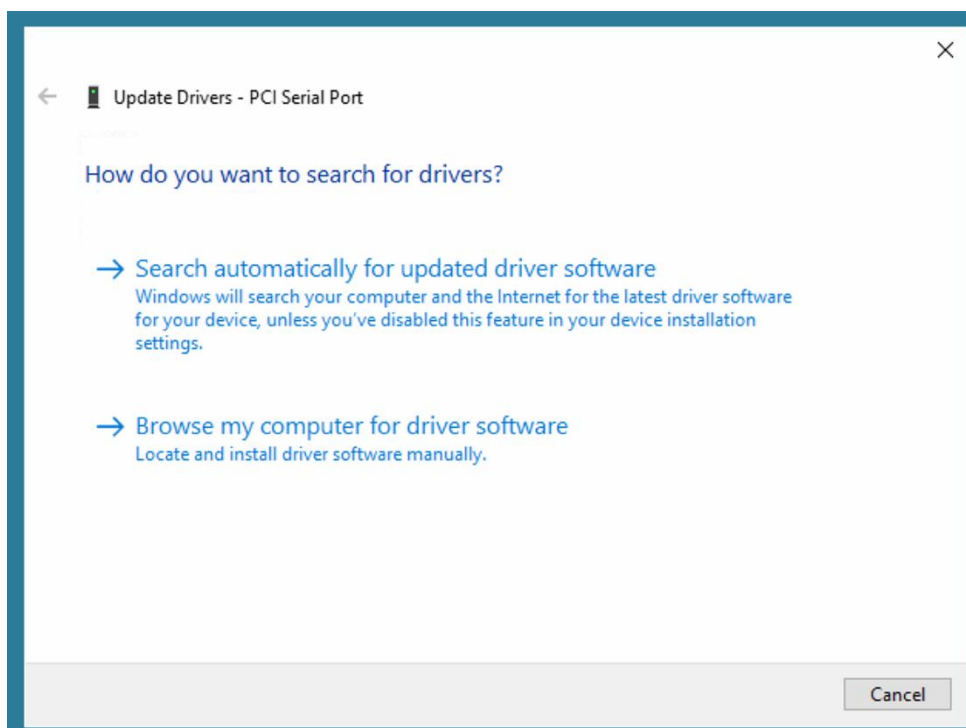 Update Drivers - PCI Serial Port
How do you want to search for drivers?
Search automatically for updated driver software
Windows will search your computer and the Internet for the latest driver software
for your device, unless you've disabled this feature in your device installation
settings.
Browse my computer for driver software
Locate and install driver software manually.
Cancel